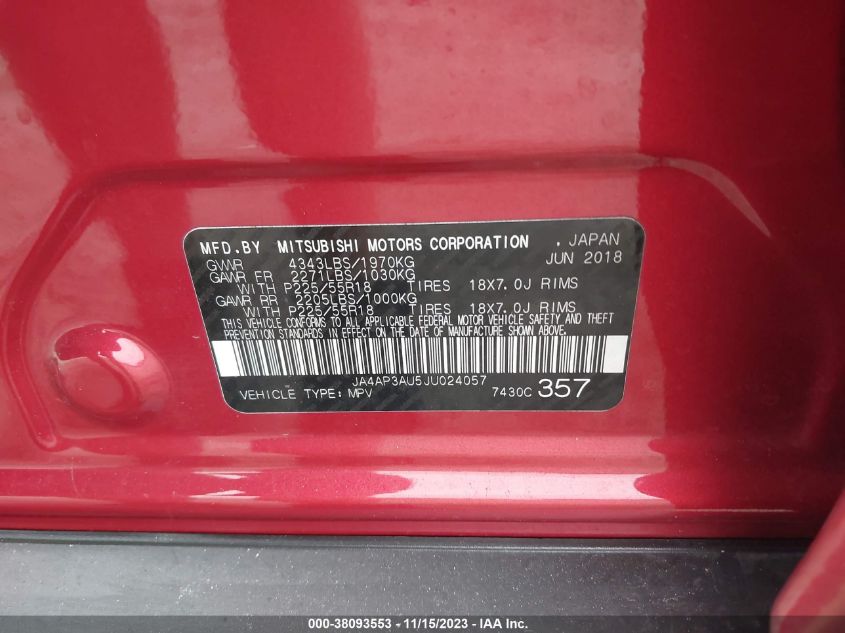 MFD.BY MITSUBISHI MOTORS CORPORATION , JAPAN
GVWR 4343LBS/1970KG JUN 2018
GAWR FR 2271LBS/1030KG
WITH P225/55R18 TIRES 18X7.0J RIMS
GAWR RR 2205LBS/1000KG
WITH P225/55R18 TIRES 18X7.0J RIMS
THIS VEHICLE CONFORMS TO ALL APPLICABLE FEDERAL MOTOR VEHICLE SAFETY AND THEFT
PREVENTION STANDARDS IN EFFECT ON THE DATE OF MANUFACTURE SHOWN ABOVE.
JA4AP3AU5JU024057
VEHICLE TYPE: MPV 7430C 357
000-38093553 - 11/15/2023 - IAAI.com